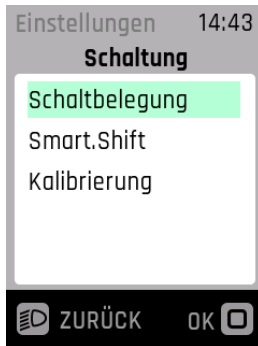 Einstellungen 14:43
Schaltung
Schaltbelegung
Smart.Shift
Kalibrierung
ZURÜCK OK